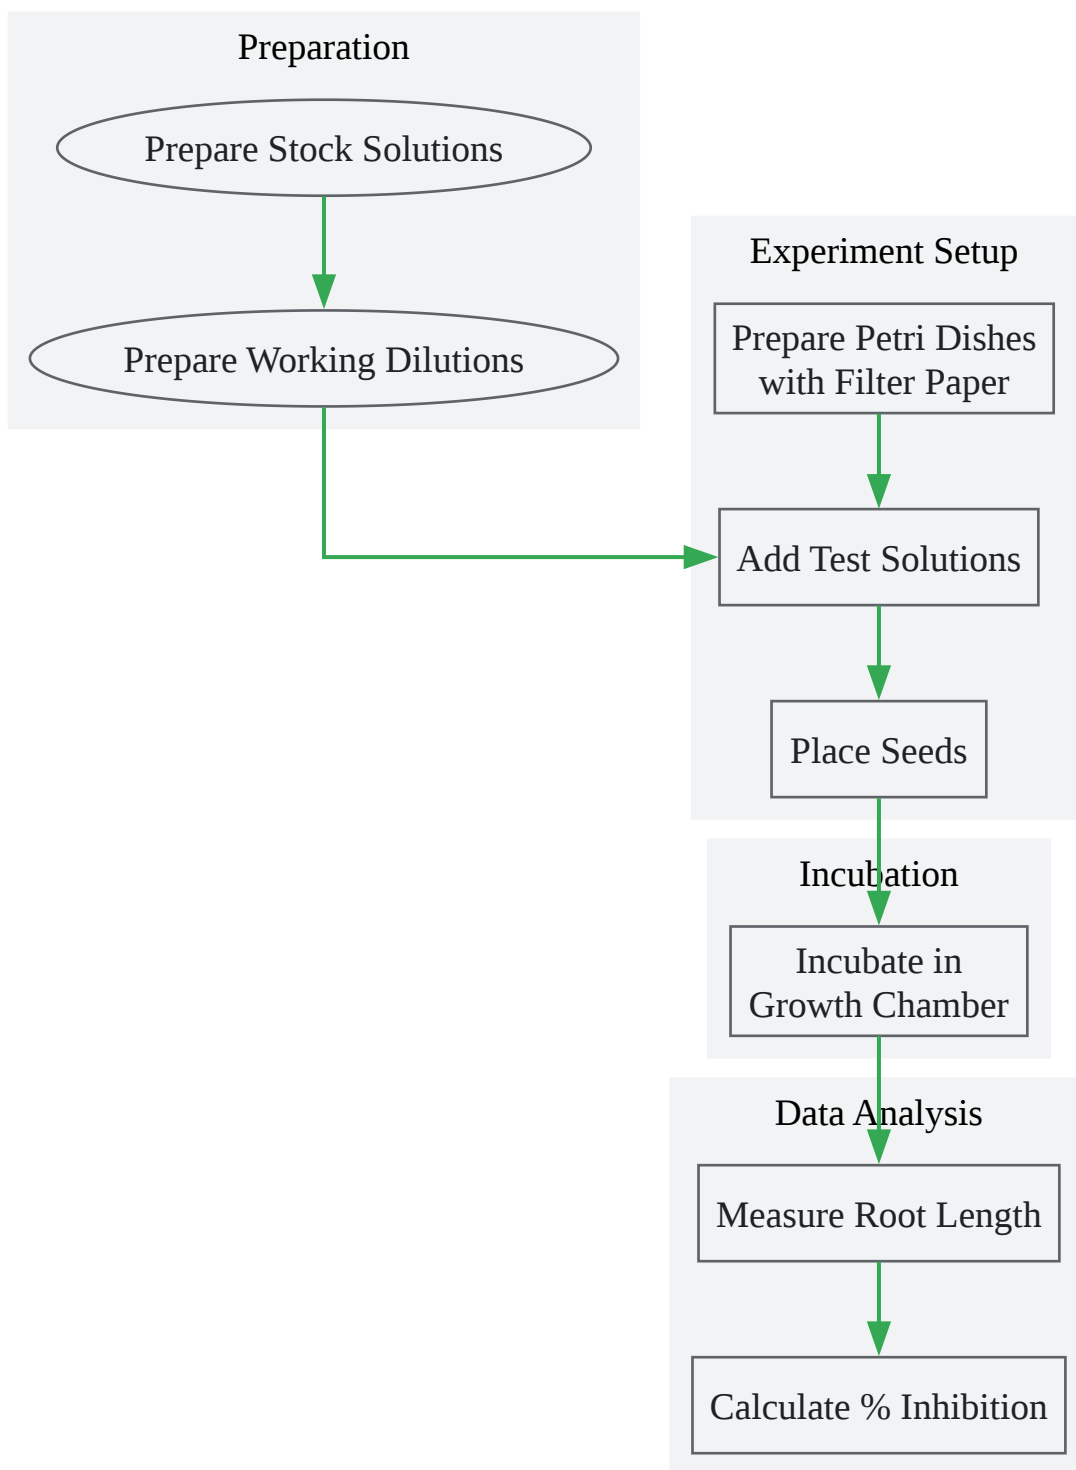 Preparation
Prepare Stock Solutions
Prepare Working Dilutions
Experiment Setup
Prepare Petri Dishes
with Filter Paper
Add Test Solutions
Place Seeds
Incubation
Incubate in
Growth Chamber
Data Analysis
Measure Root Length
Calculate % Inhibition